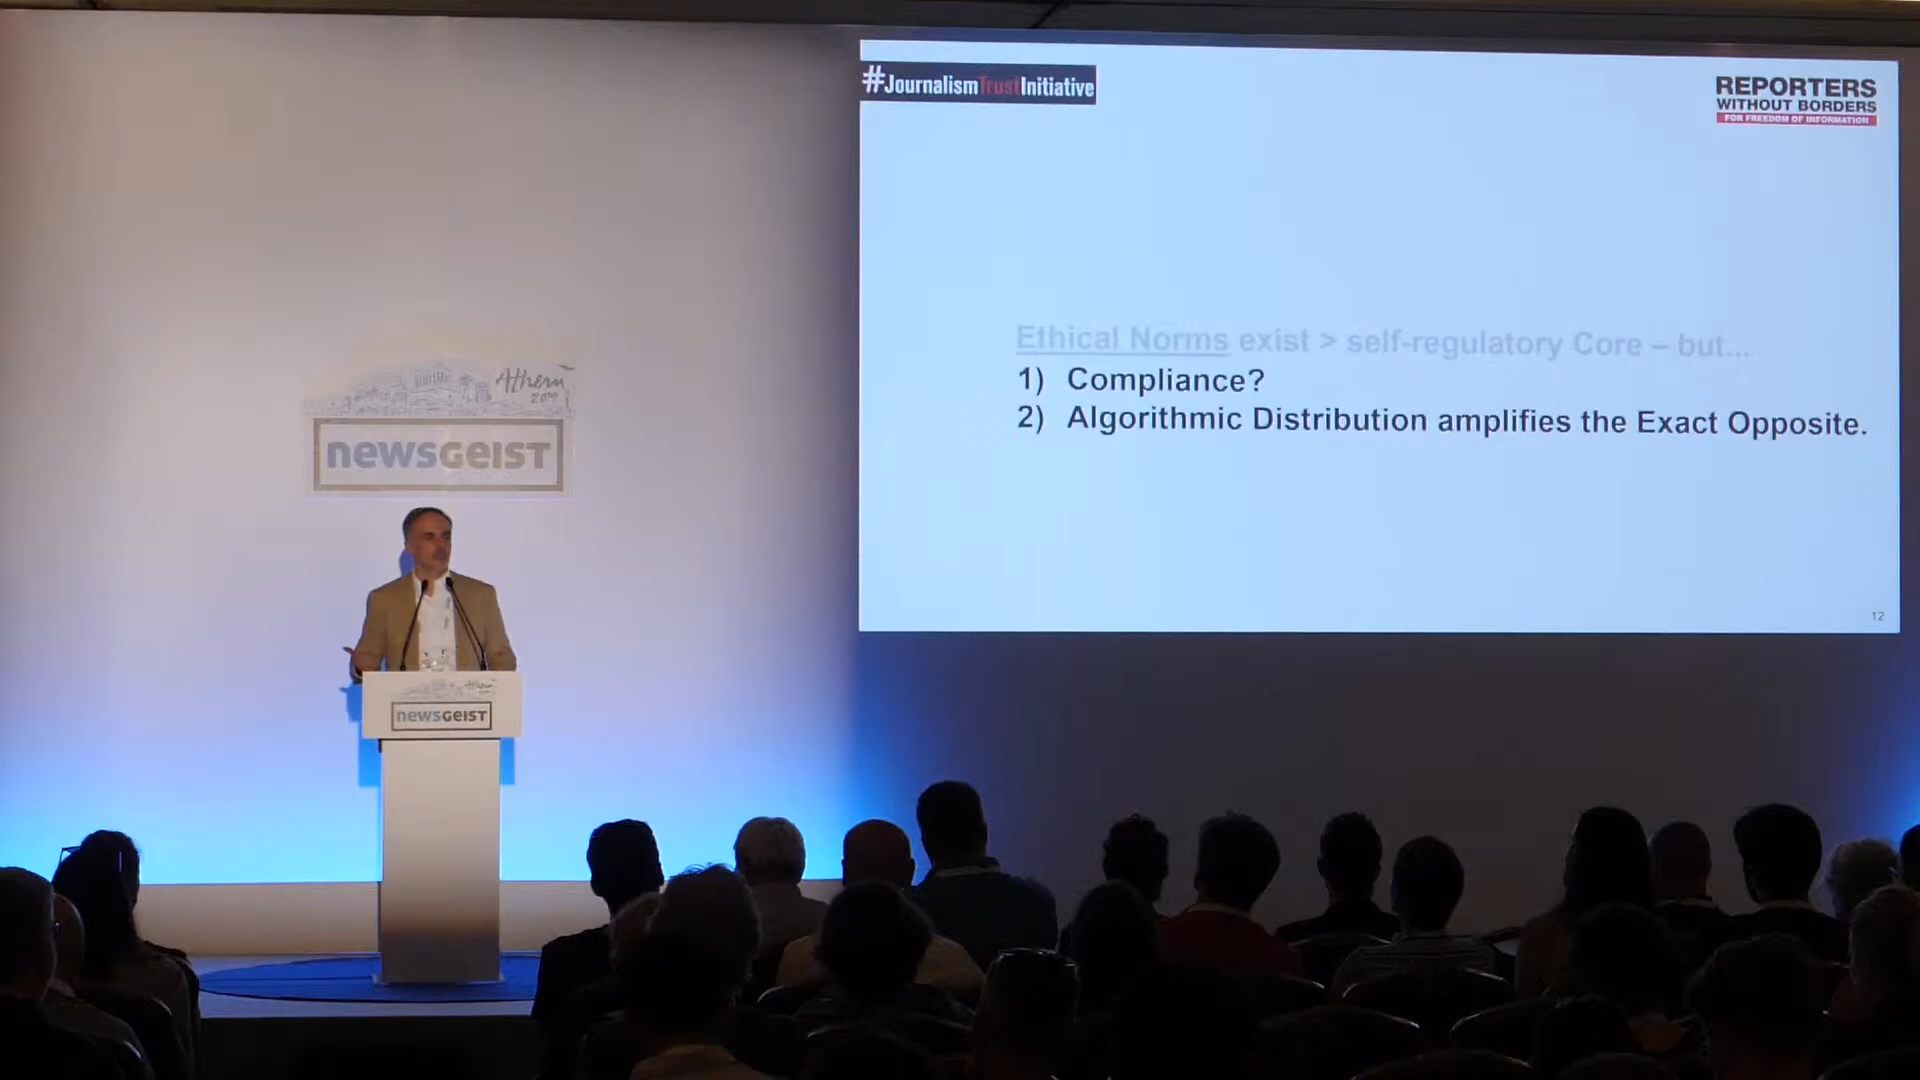 #JournalismTrustInitiative
REPORTERS
WITHOUT BORDERS
FOR FREEDOM OF INFORMATION
Ethical Norms exist > self-regulatory Core – but...
1) Compliance?
2) Algorithmic Distribution amplifies the Exact Opposite.
12
Athens
newsGeist
newsGeist